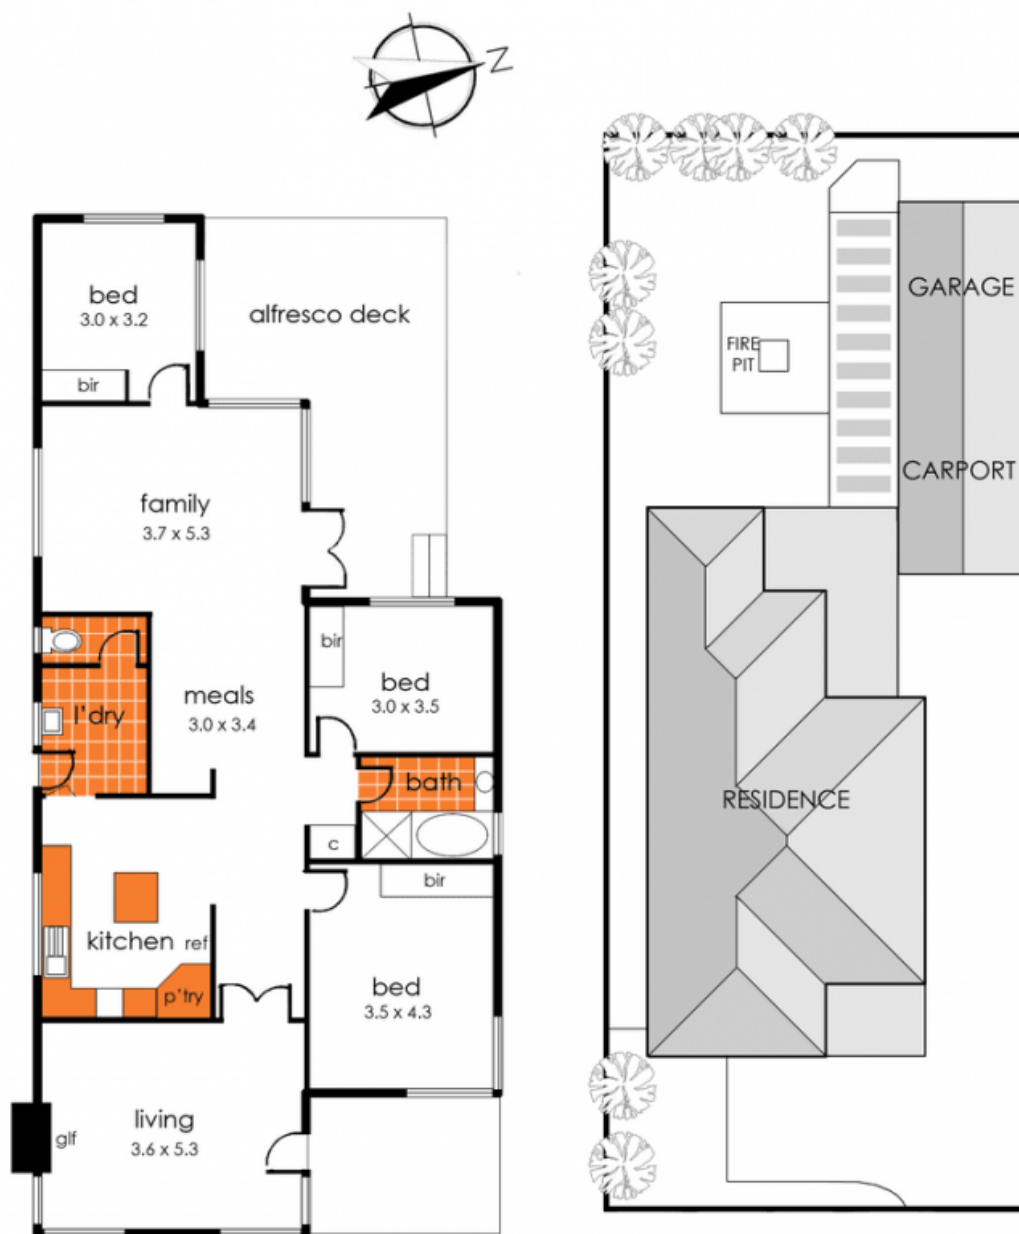 N
bed
3.0 x 3.2
bir
alfresco deck
family
3.7 x 5.3
bir
bed
3.0 x 3.5
meals
3.0 x 3.4
l'dry
bath
c
bir
kitchen
ref
p'try
bed
3.5 x 4.3
living
3.6 x 5.3
glf
GARAGE
FIRE
PIT
CARPORT
RESIDENCE